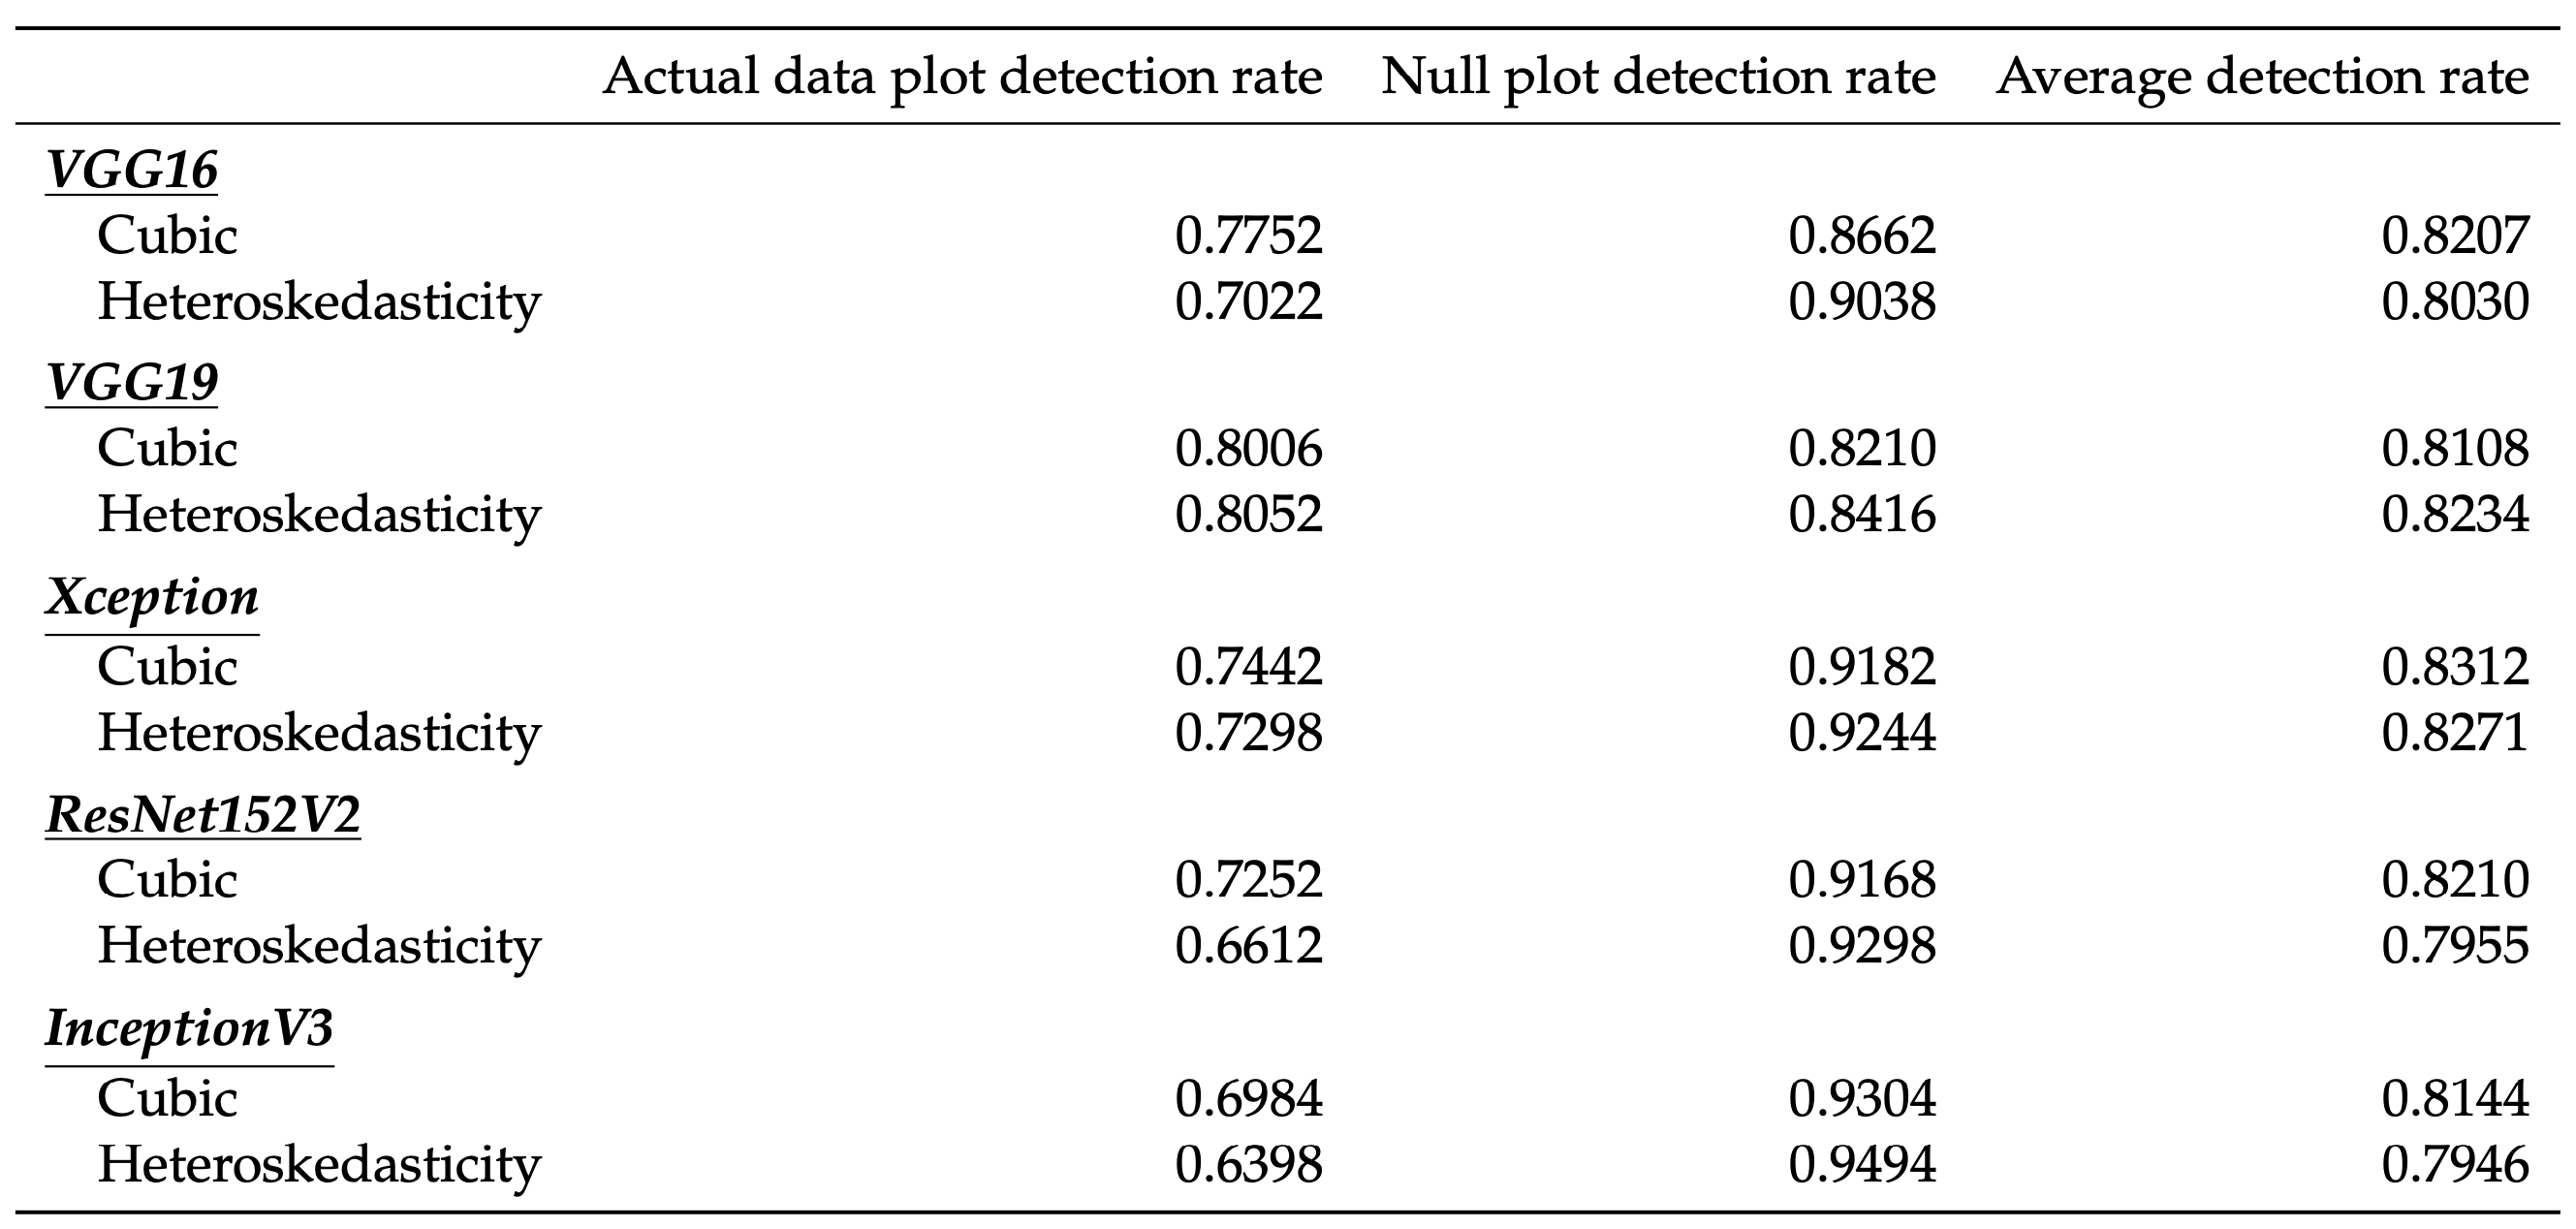 Actual data plot detection rate Null plot detection rate Average detection rate
VGG16
Cubic 0.7752 0.8662 0.8207
Heteroskedasticity 0.7022 0.9038 0.8030
VGG19
Cubic 0.8006 0.8210 0.8108
Heteroskedasticity 0.8052 0.8416 0.8234
Xception
Cubic 0.7442 0.9182 0.8312
Heteroskedasticity 0.7298 0.9244 0.8271
ResNet152V2
Cubic 0.7252 0.9168 0.8210
Heteroskedasticity 0.6612 0.9298 0.7955
InceptionV3
Cubic 0.6984 0.9304 0.8144
Heteroskedasticity 0.6398 0.9494 0.7946